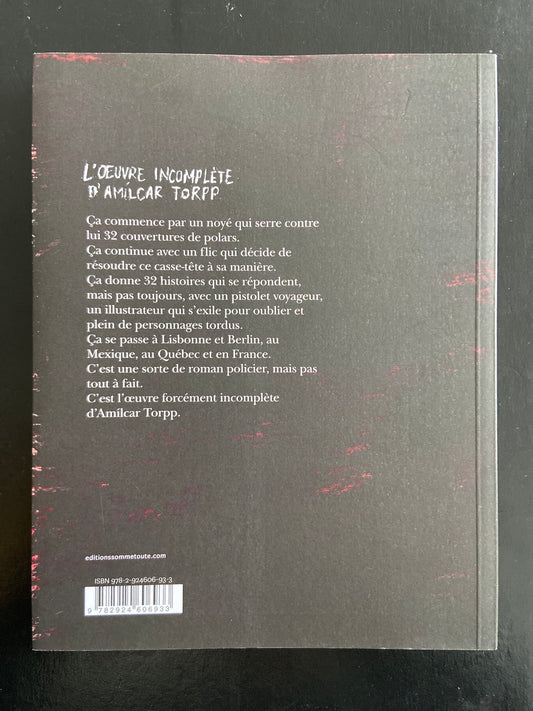 L'OEUVRE INCOMPLÈTE
D'AMÍLCAR TORPP
Ça commence par un noyé qui serre contre
lui 32 couvertures de polars.
Ça continue avec un flic qui décide de
résoudre ce casse-tête à sa manière.
Ça donne 32 histoires qui se répondent,
mais pas toujours, avec un pistolet voyageur,
un illustrateur qui s'exile pour oublier et
plein de personnages tordus.
Ça se passe à Lisbonne et Berlin, au
Mexique, au Québec et en France.
C'est une sorte de roman policier, mais pas
tout à fait.
C'est l'œuvre forcément incomplète
d'Amílcar Torpp.
editionssommetoute.com
ISBN 978-2-924606-93-3
9 782924 606933